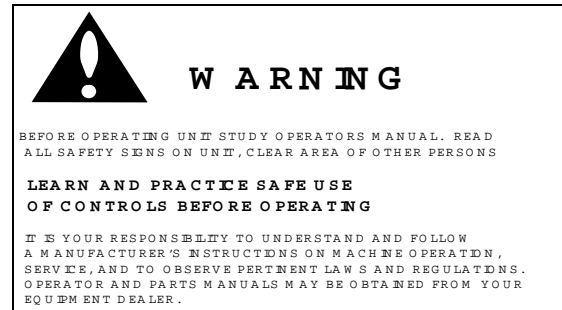 WARNING
BEFORE OPERATING UNIT STUDY OPERATORS MANUAL. READ
ALL SAFETY SIGNS ON UNIT, CLEAR AREA OF OTHER PERSONS
LEARN AND PRACTICE SAFE USE
OF CONTROLS BEFORE OPERATING
IT IS YOUR RESPONSIBILITY TO UNDERSTAND AND FOLLOW
A MANUFACTURER'S INSTRUCTIONS ON MACHINE OPERATION,
SERVICE, AND TO OBSERVE PERTINENT LAWS AND REGULATIONS.
OPERATOR AND PARTS MANUALS MAY BE OBTAINED FROM YOUR
EQUIPMENT DEALER.